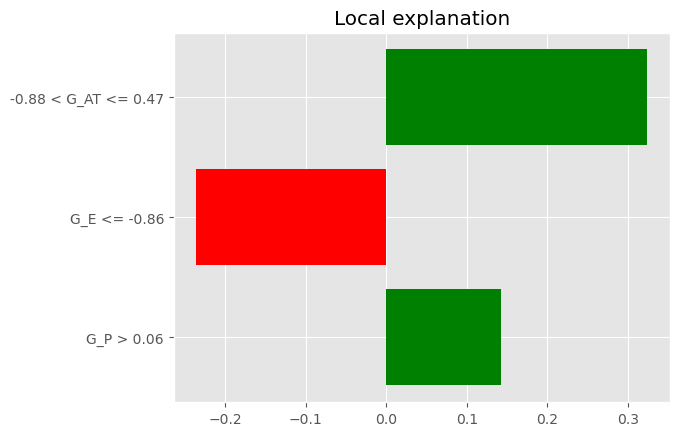 Local explanation
-0.88 < G_AT <= 0.47
G_E <= -0.86
G_P > 0.06
−0.2 −0.1 0.0 0.1 0.2 0.3